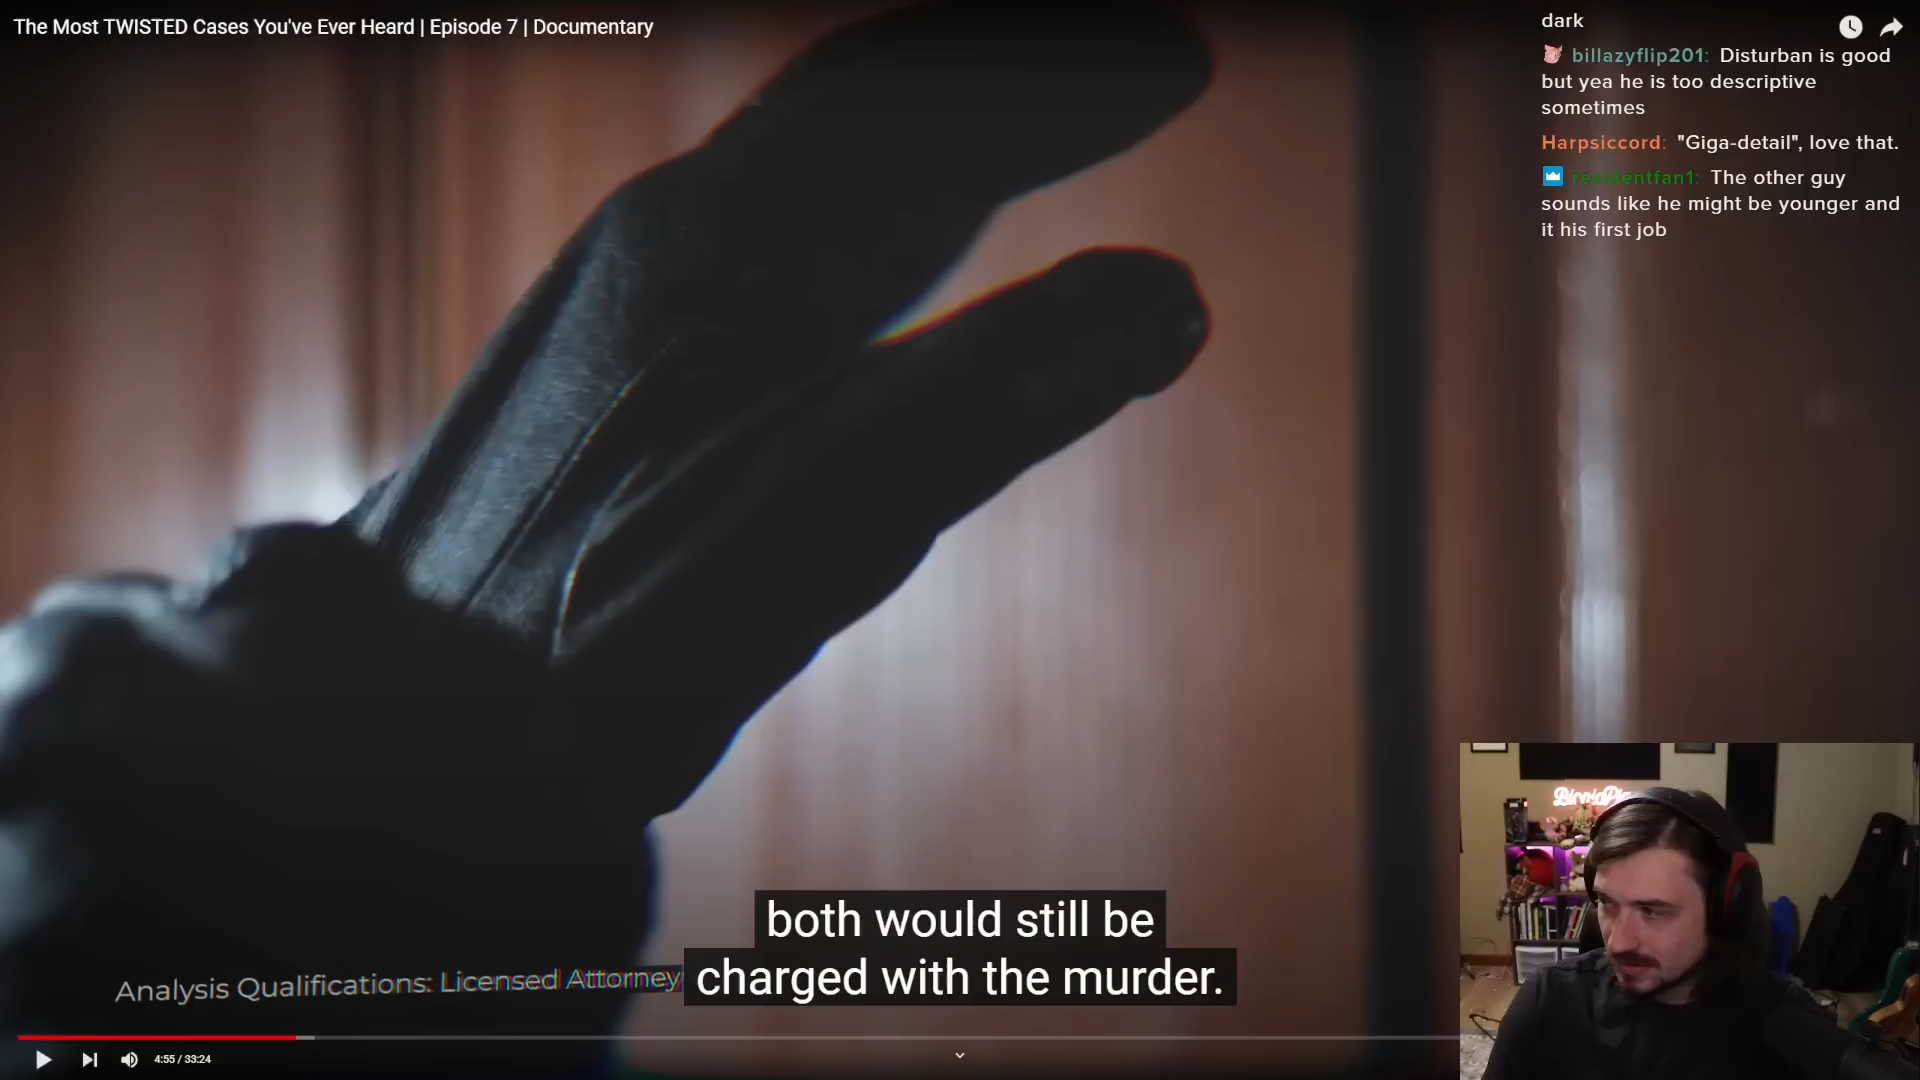 The Most TWISTED Cases You've Ever Heard | Episode 7 | Documentary
dark
billazyflip201: Disturban is good
but yea he is too descriptive
sometimes
Harpsiccord: "Giga-detail", love that.
residentfan1: The other guy
sounds like he might be younger and
it his first job
both would still be
charged with the murder.
Analysis Qualifications: Licensed Attorney
4:55 / 33:24